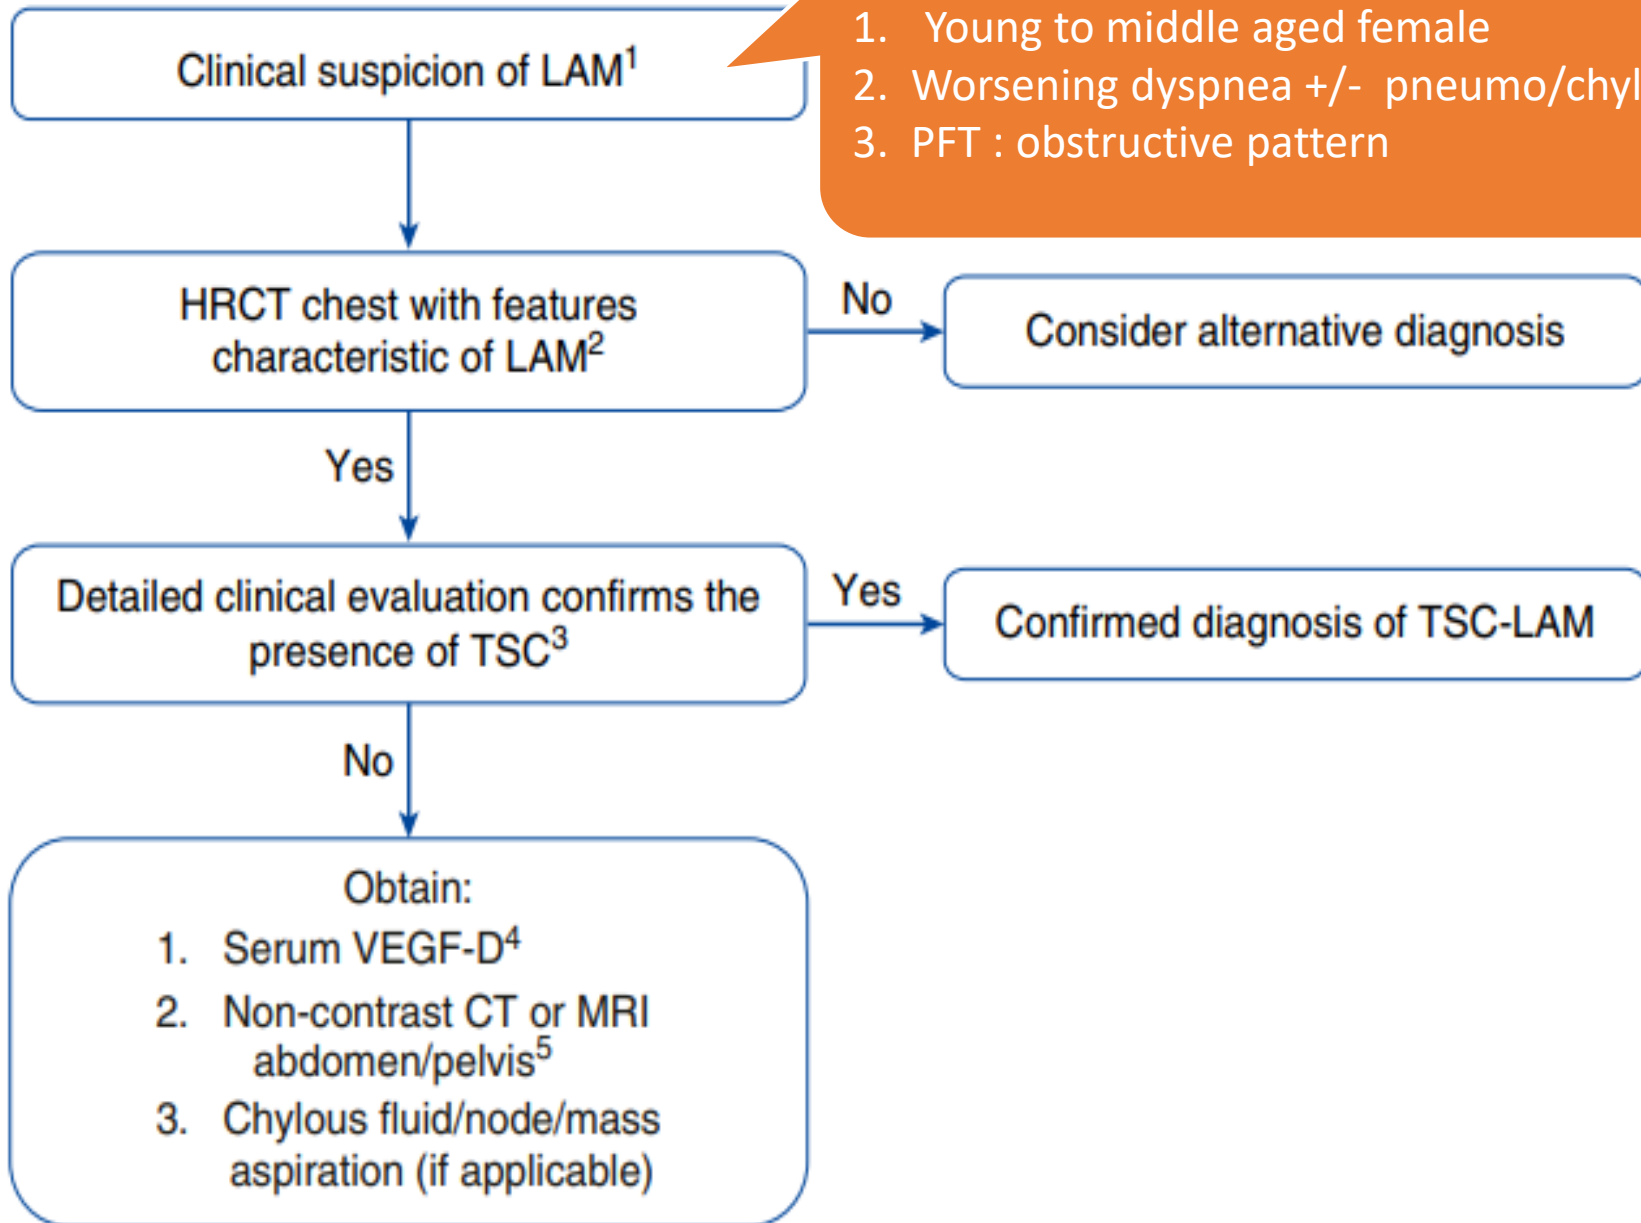 Clinical suspicion of LAM1
1. Young to middle aged female
2. Worsening dyspnea +/- pneumo/chyl
3. PFT : obstructive pattern
HRCT chest with features
characteristic of LAM2
No
Consider alternative diagnosis
Yes
Detailed clinical evaluation confirms the
presence of TSC3
Yes
Confirmed diagnosis of TSC-LAM
No
Obtain:
1. Serum VEGF-D4
2. Non-contrast CT or MRI
abdomen/pelvis5
3. Chylous fluid/node/mass
aspiration (if applicable)